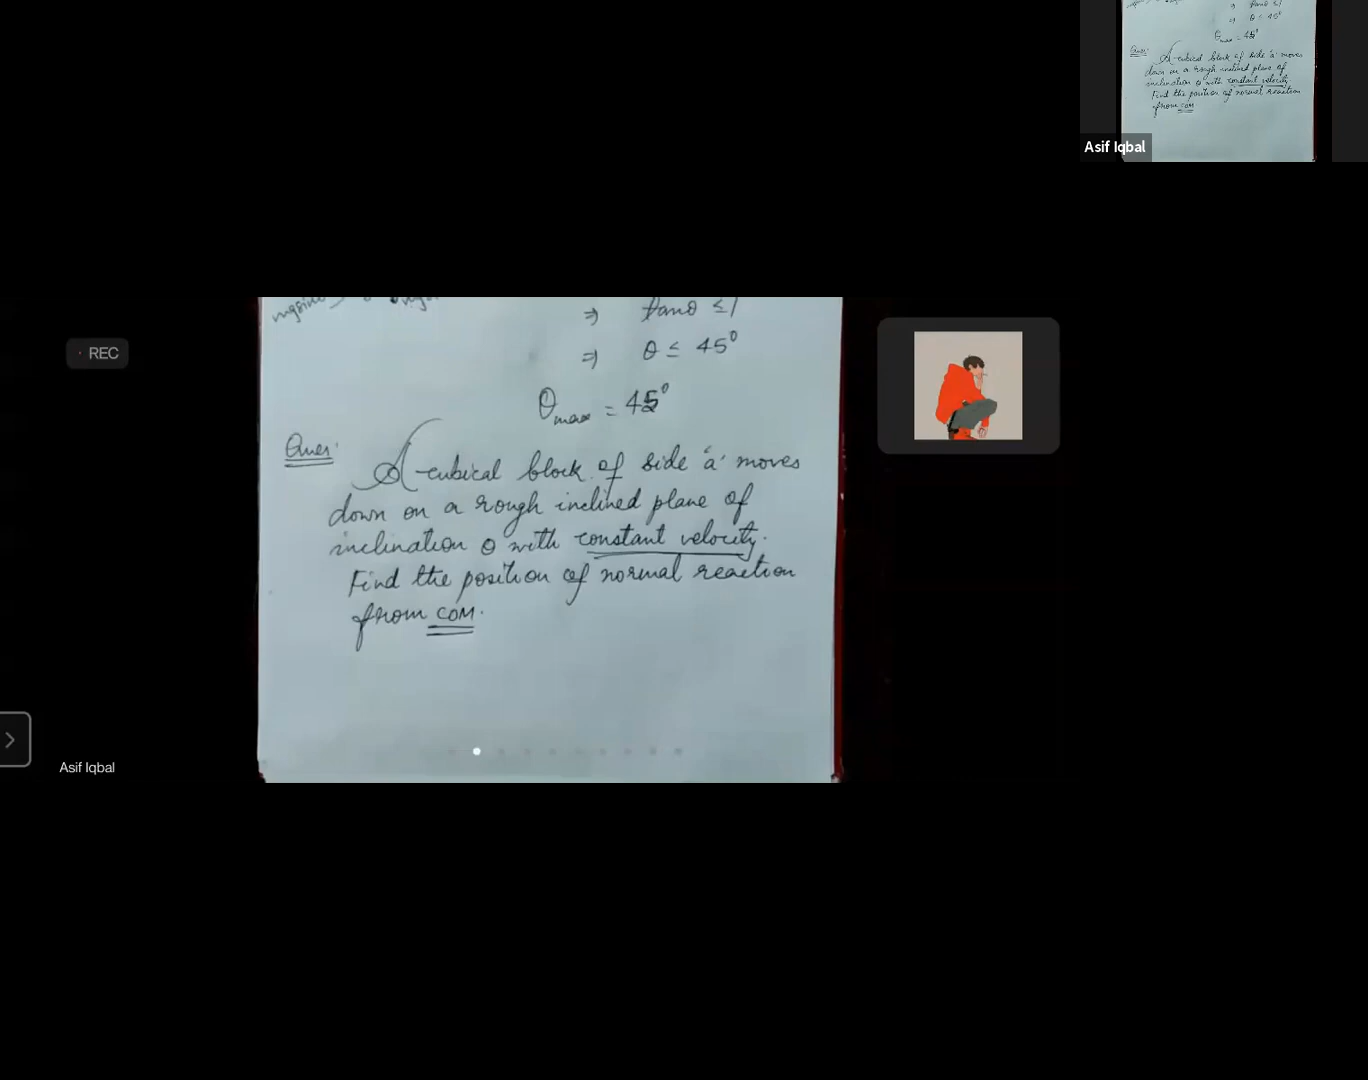 Asif Iqbal
REC
mgsinθ
⇒ tanθ ≤ 1
⇒ θ ≤ 45°
θmax = 45°
Ques:
A cubical block of side 'a' moves
down on a rough inclined plane of
inclination θ with constant velocity.
Find the position of normal reaction
from COM.
Asif Iqbal